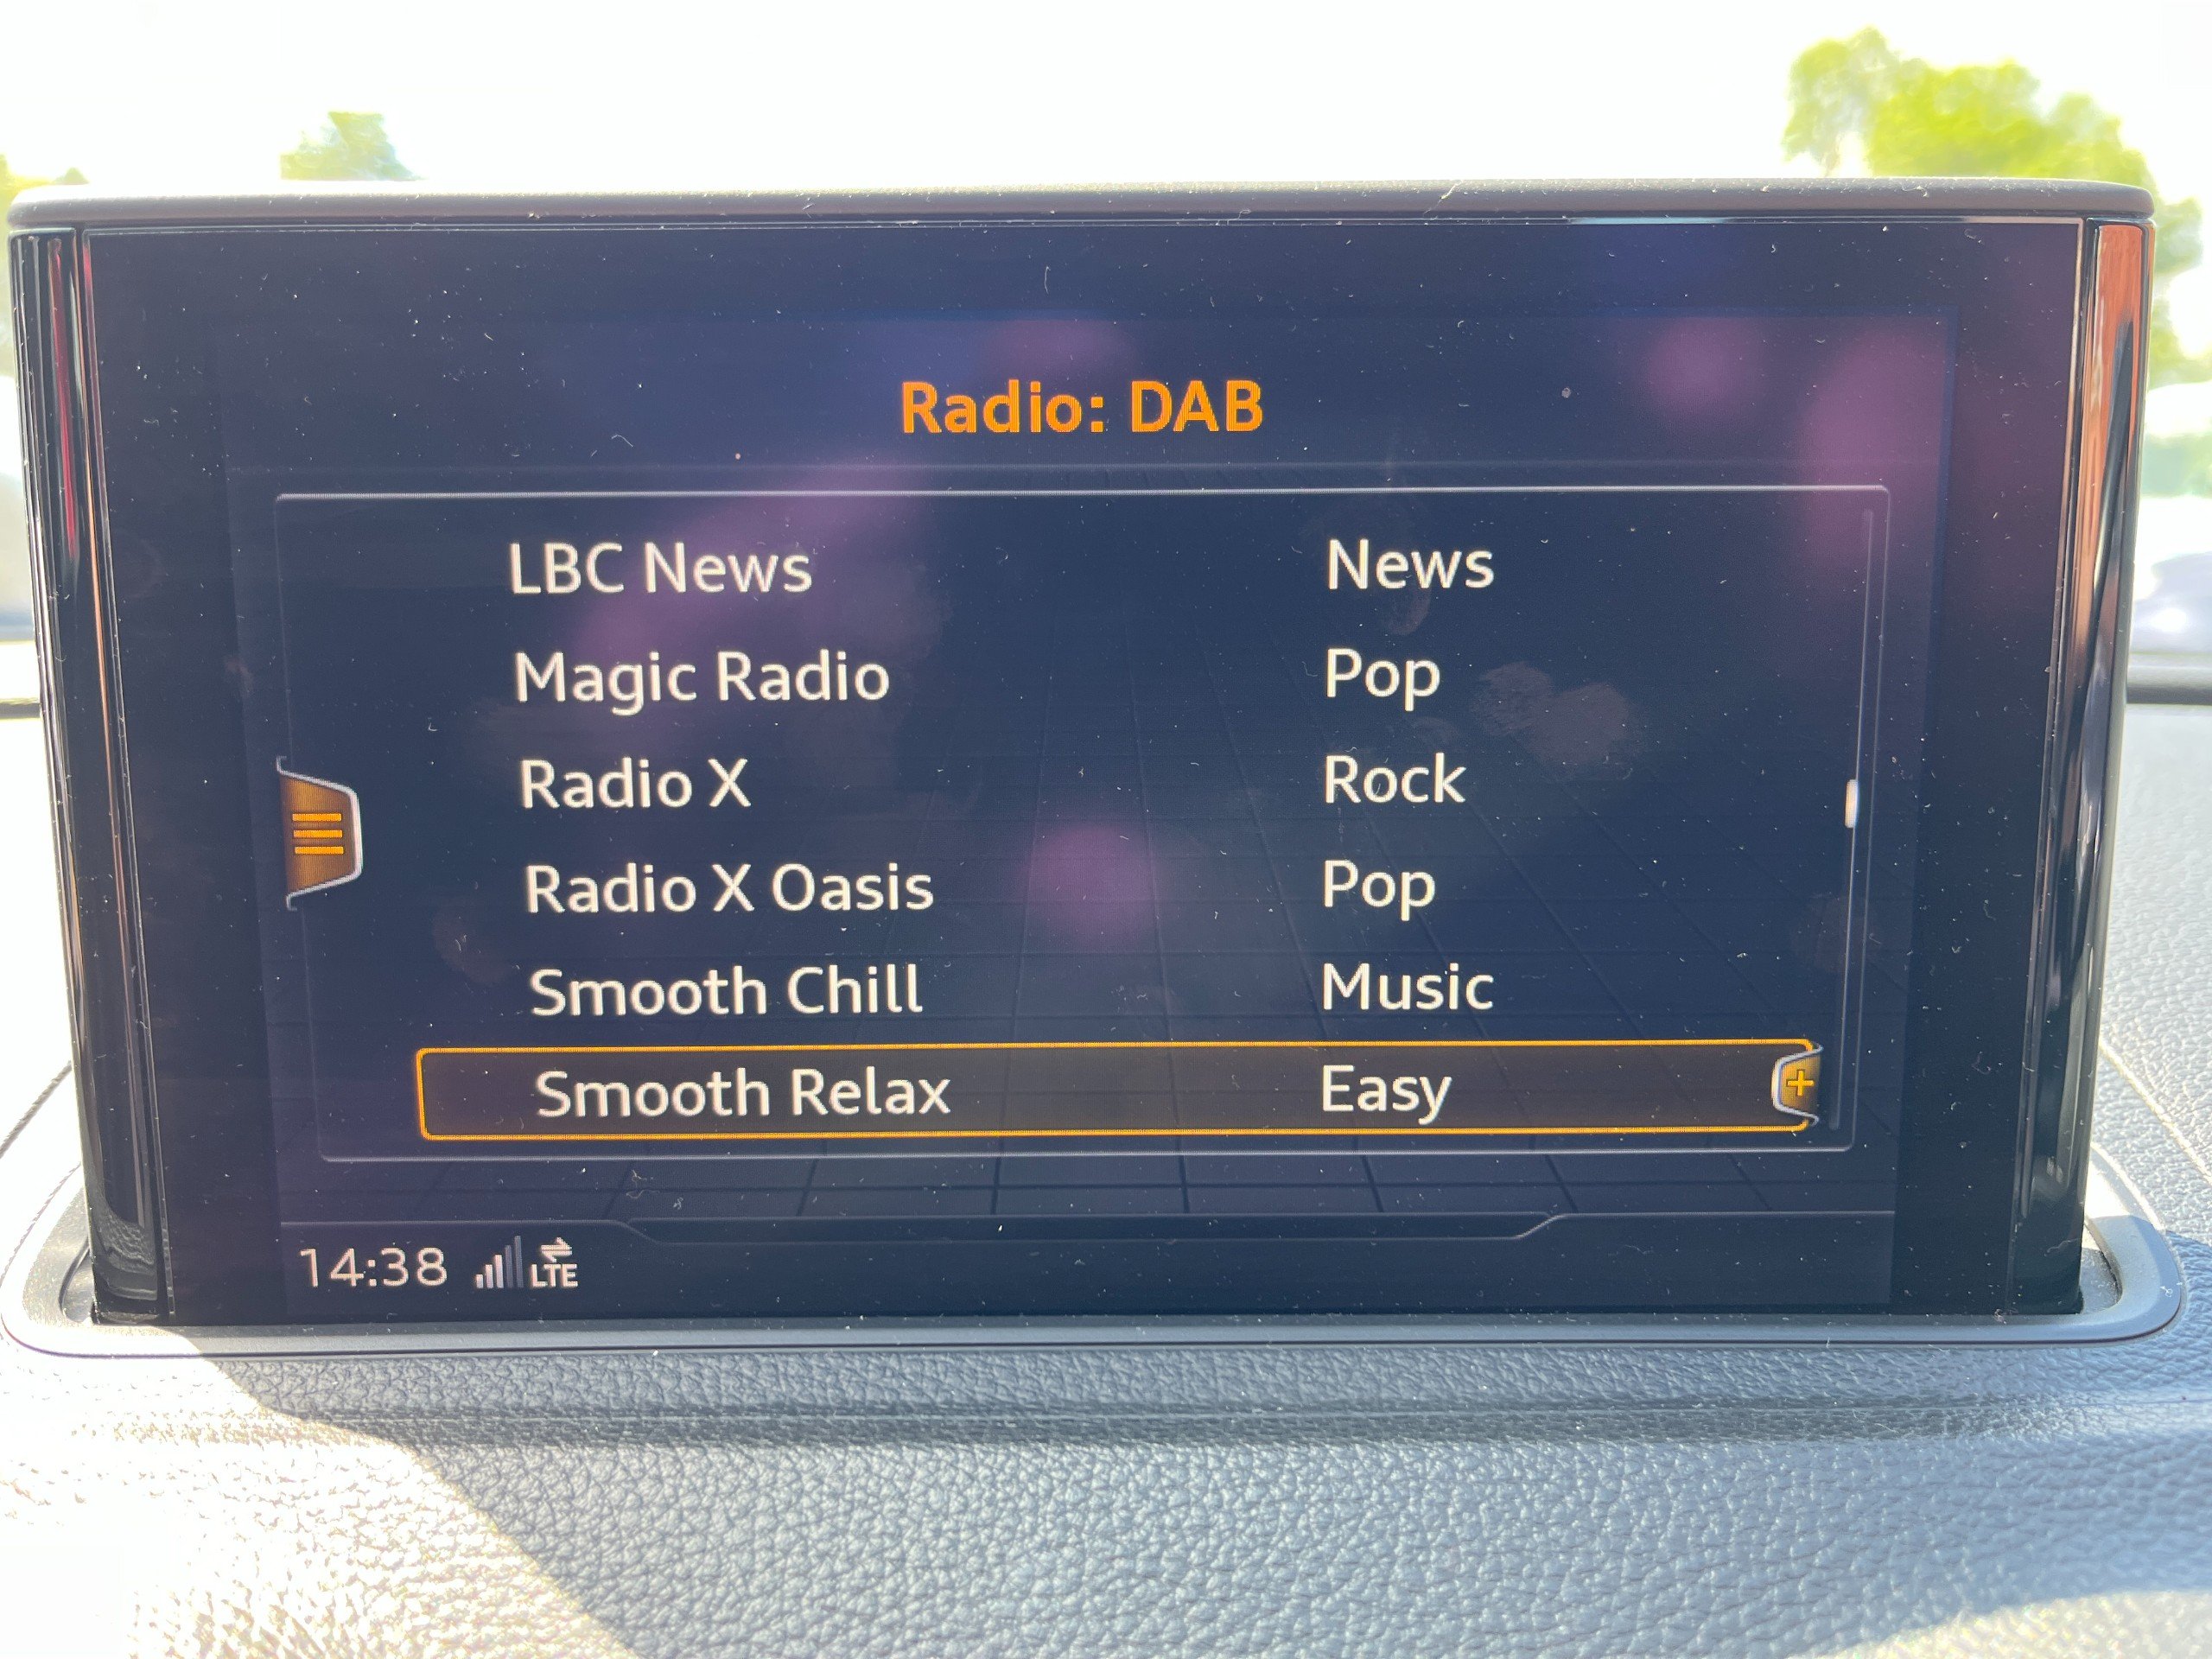 Radio: DAB
LBC News News
Magic Radio Pop
Radio X Rock
Radio X Oasis Pop
Smooth Chill Music
Smooth Relax Easy
14:38 LTE